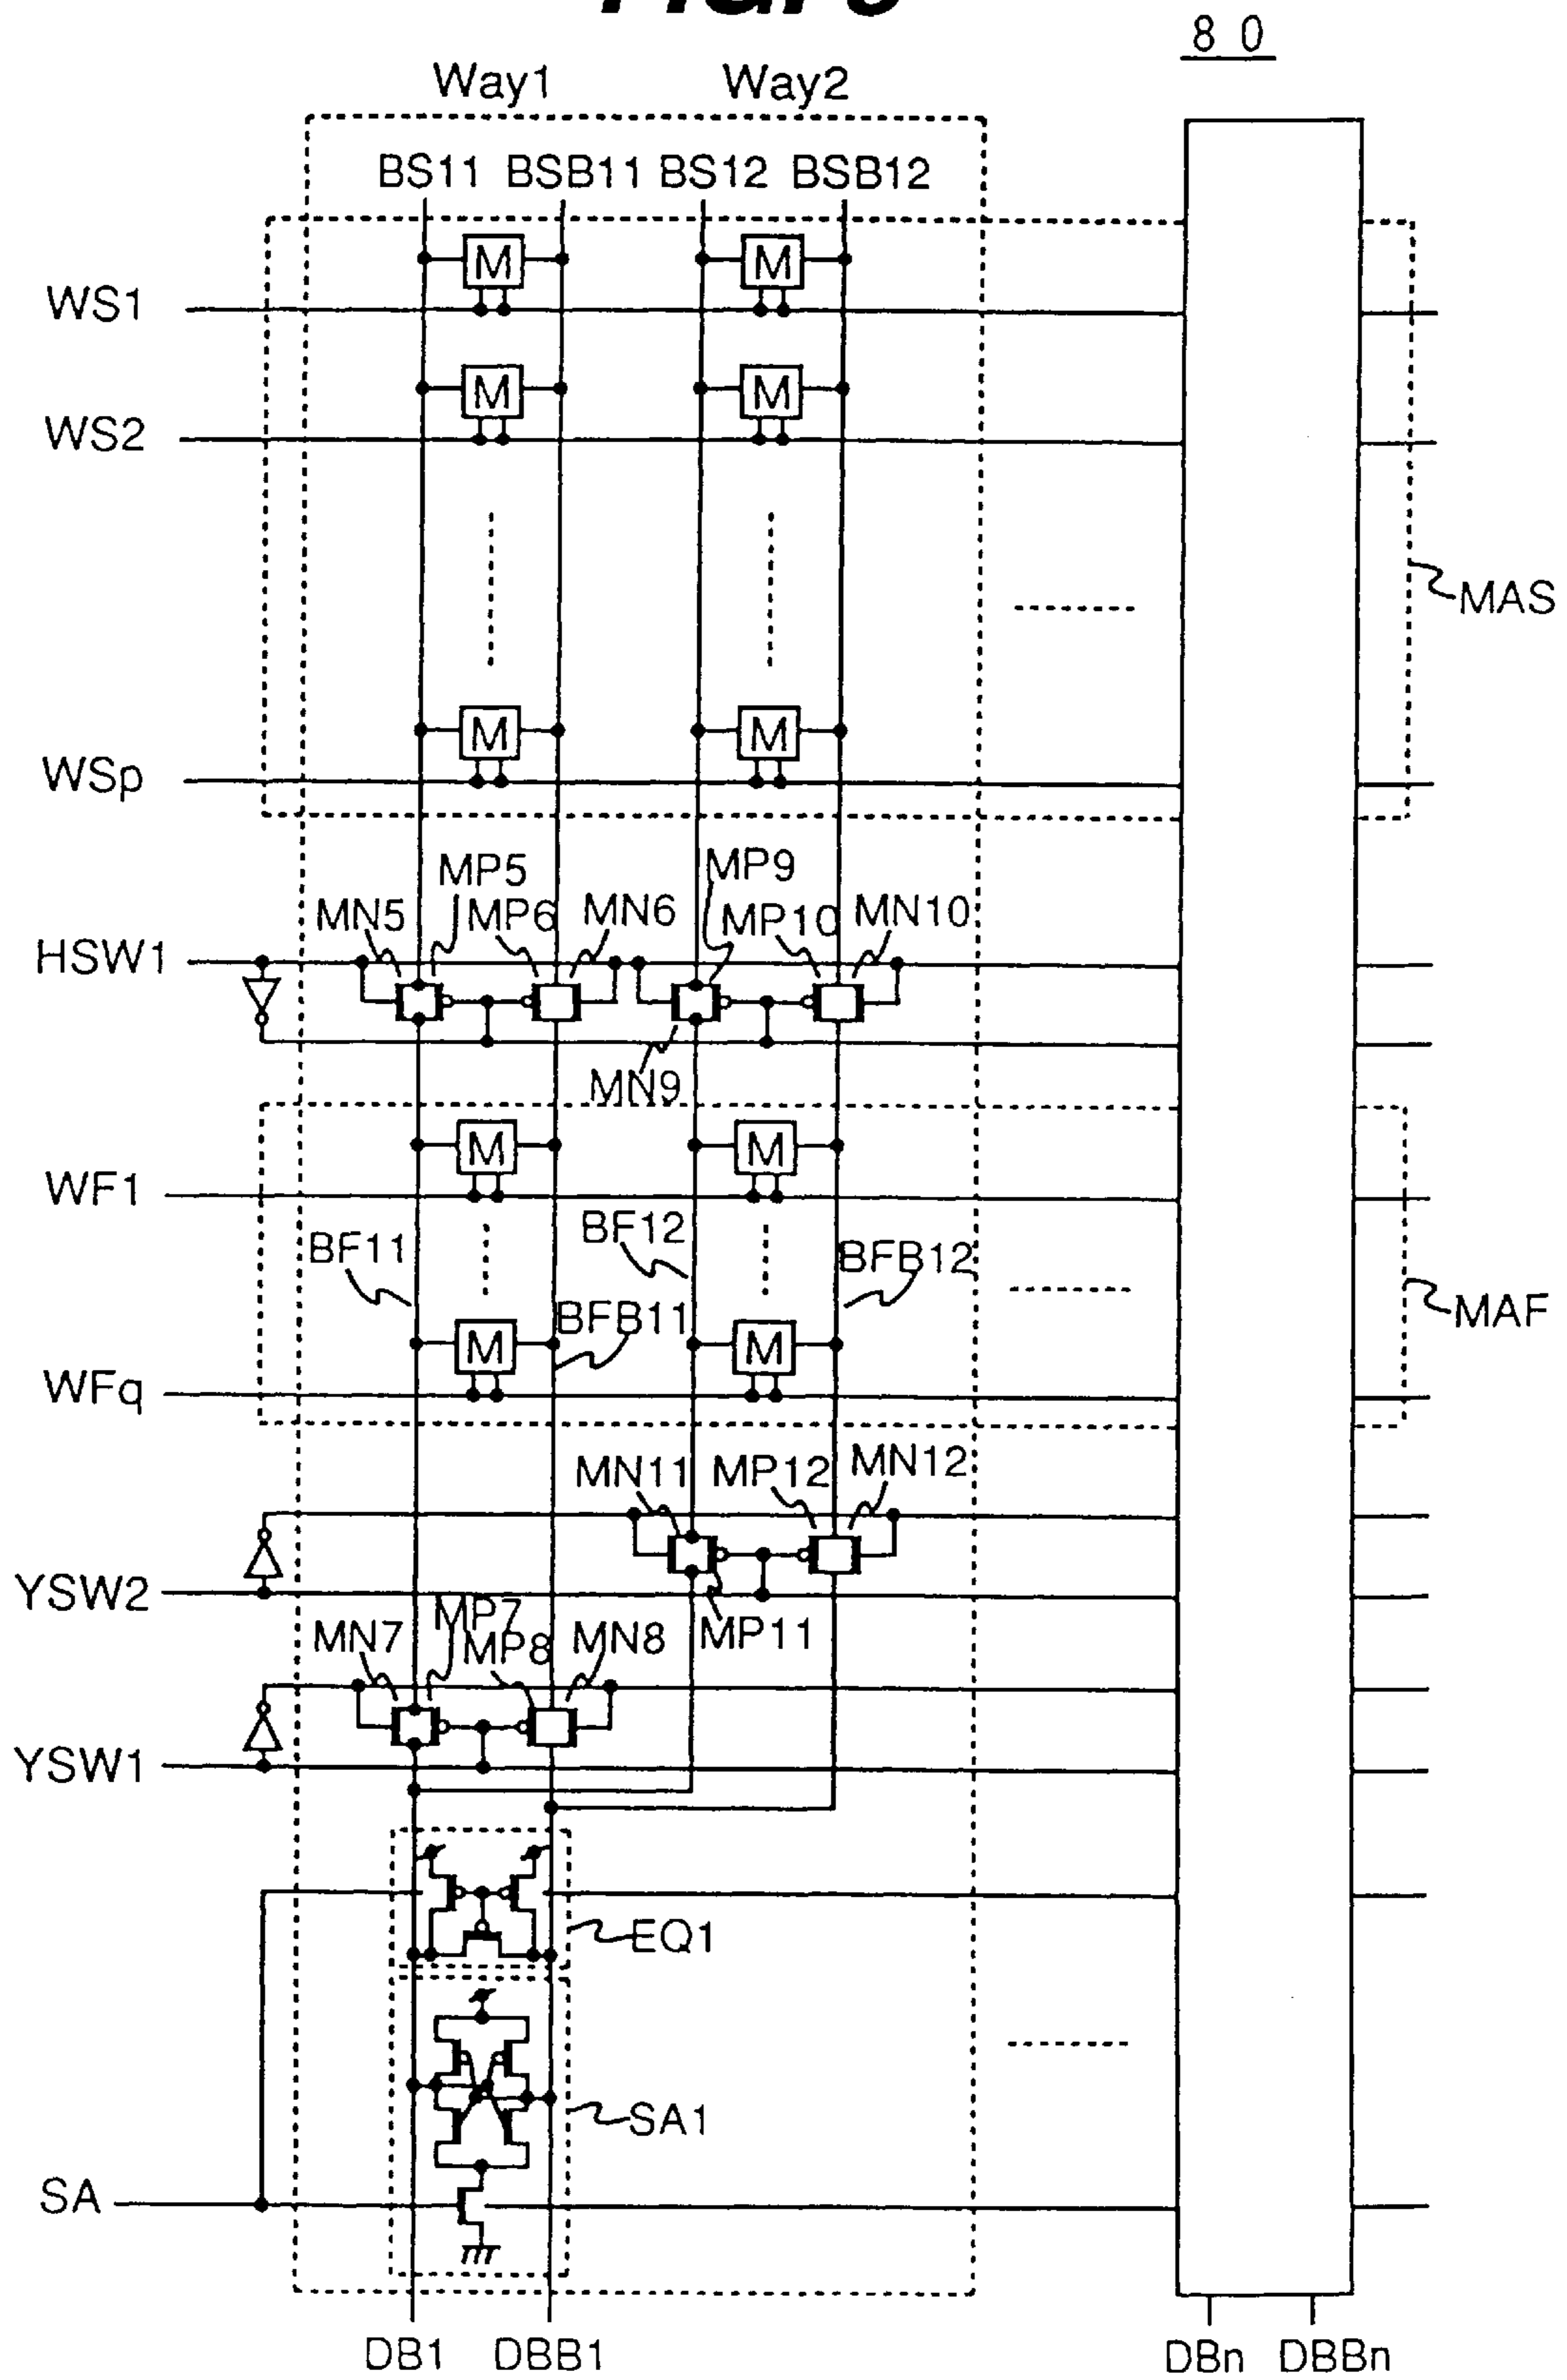 8 0
Way1 Way2
BS11 BSB11 BS12 BSB12
M M
WS1
M M
WS2
MAS
M M
WSp
MP5 MP9
MN5 MP6 MN6 MP10 MN10
HSW1
MN9
M M
WF1
BF11 BF12 BFB12
BFB11
MAF
M M
WFq
MN11 MP12 MN12
YSW2
MP7
MN7 MP8 MN8 MP11
YSW1
EQ1
SA1
SA
DB1 DBB1 DBn DBBn